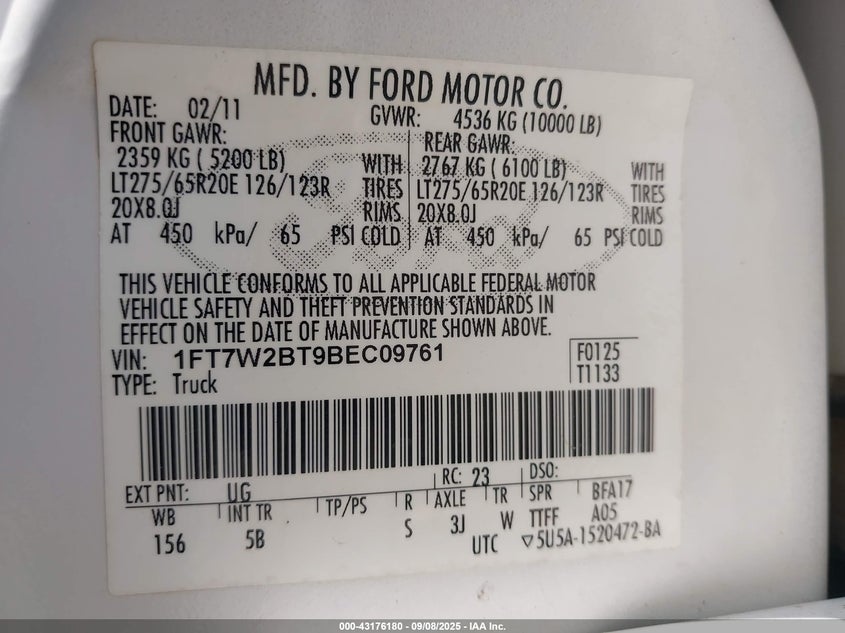 MFD. BY FORD MOTOR CO.
DATE: 02/11 GVWR: 4536 KG (10000 LB)
FRONT GAWR: REAR GAWR:
2359 KG ( 5200 LB) WITH 2767 KG ( 6100 LB) WITH
LT275/65R20E 126/123R TIRES LT275/65R20E 126/123R TIRES
20X8.0J RIMS 20X8.0J RIMS
AT 450 kPa/ 65 PSI COLD AT 450 kPa/ 65 PSI COLD
THIS VEHICLE CONFORMS TO ALL APPLICABLE FEDERAL MOTOR
VEHICLE SAFETY AND THEFT PREVENTION STANDARDS IN
EFFECT ON THE DATE OF MANUFACTURE SHOWN ABOVE.
VIN: 1FT7W2BT9BEC09761 F0125
TYPE: Truck T1133
EXT PNT: UG RC: 23 DSO:
WB INT TR TP/PS R AXLE TR SPR BFA17
156 5B S 3J W TTFF A05
UTC ▽5U5A-1520472-BA
000-43176180 - 09/08/2025 - IAA Inc.